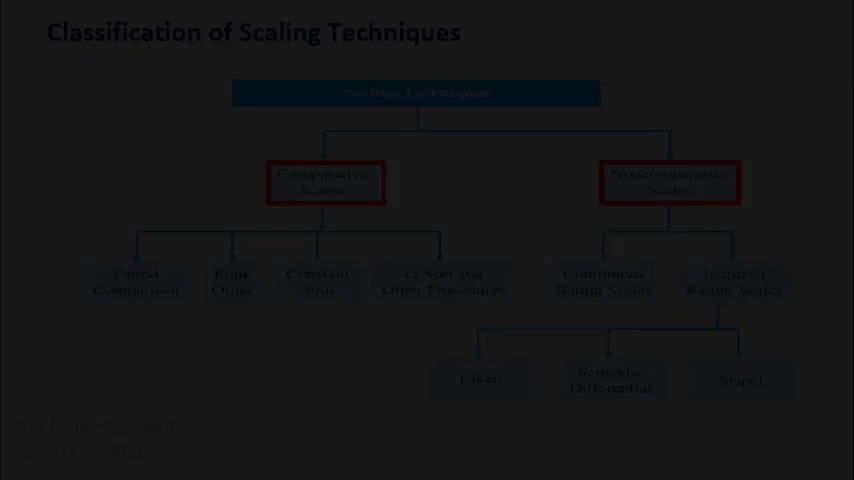 Classification of Scaling Techniques
Scaling Techniques
Comparative
Scales
Noncomparative
Scales
Paired
Comparison
Rank
Order
Constant
Sum
Q-Sort and
Other Procedures
Continuous
Rating Scales
Itemized
Rating Scales
Likert
Semantic
Differential
Stapel